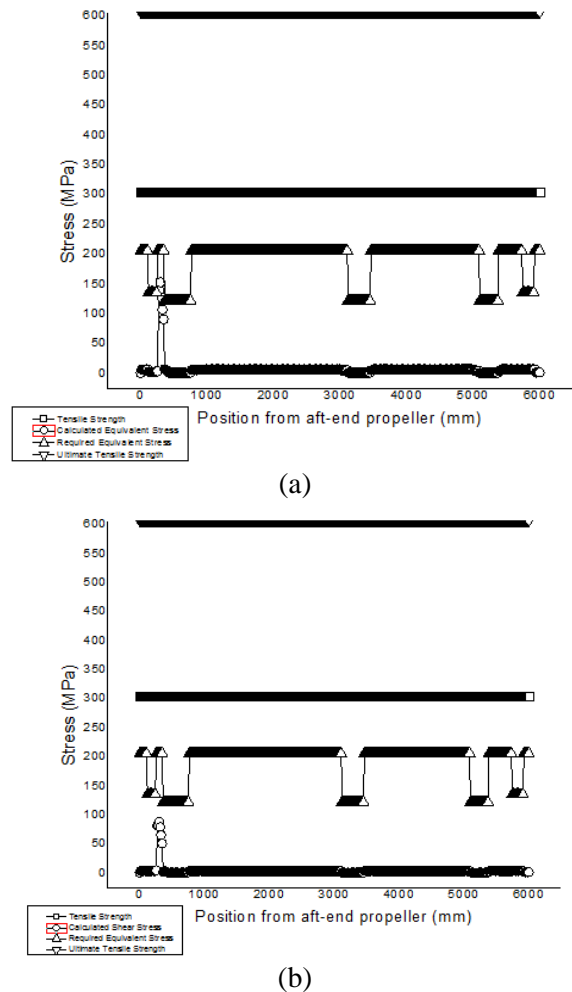 600
550
500
450
400
350
300
250
200
150
100
50
0
Stress (MPa)
0 1000 2000 3000 4000 5000 6000
Position from aft-end propeller (mm)
Tensile Strength
Calculated Equivalent Stress
Required Equivalent Stress
Ultimate Tensile Strength
(a)
600
550
500
450
400
350
300
250
200
150
100
50
0
Stress (MPa)
0 1000 2000 3000 4000 5000 6000
Position from aft-end propeller (mm)
Tensile Strength
Calculated Shear Stress
Required Equivalent Stress
Ultimate Tensile Strength
(b)